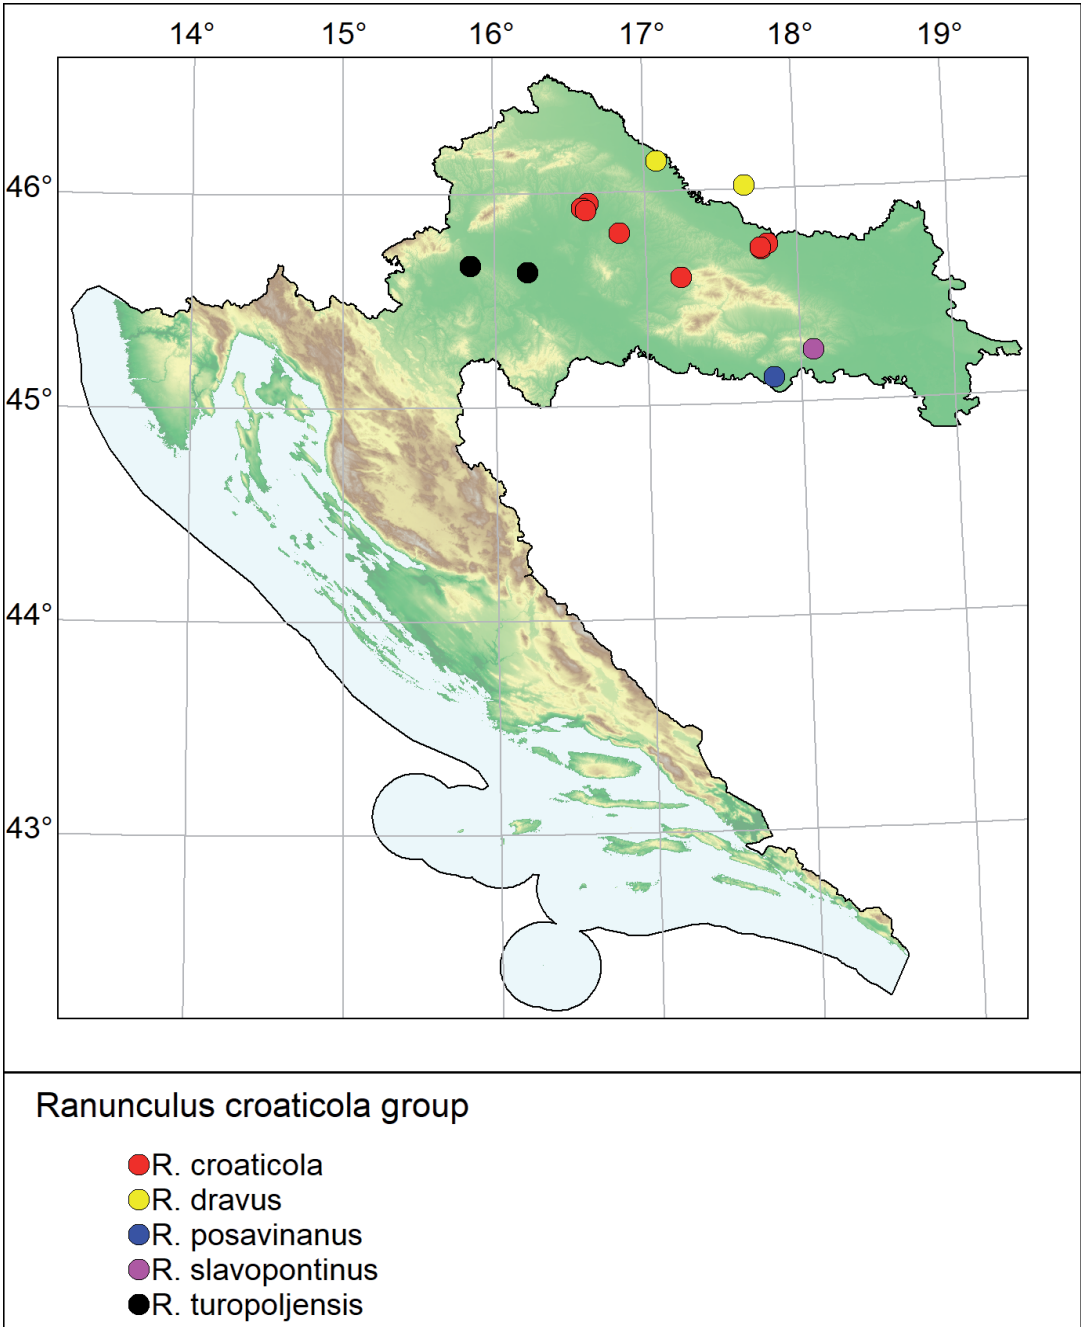 14° 15° 16° 17° 18° 19°
46°
45°
44°
43°
Ranunculus croaticola group
R. croaticola
R. dravus
R. posavinanus
R. slavopontinus
R. turopoljensis